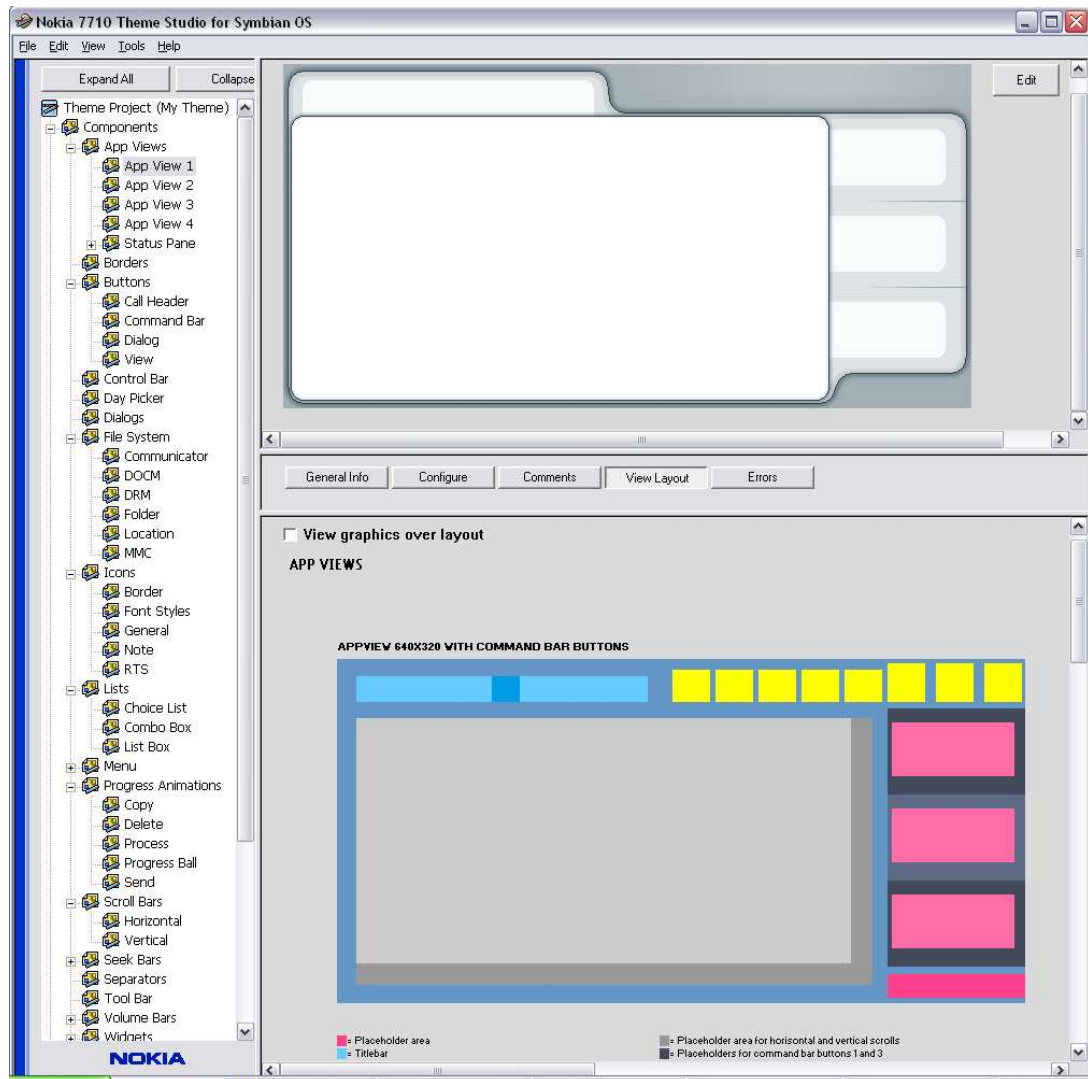 Nokia 7710 Theme Studio for Symbian OS
File Edit View Tools Help
Expand All Collapse
Theme Project (My Theme)
Components
App Views
App View 1
App View 2
App View 3
App View 4
Status Pane
Borders
Buttons
Call Header
Command Bar
Dialog
View
Control Bar
Day Picker
Dialogs
File System
Communicator
DOCM
DRM
Folder
Location
MMC
Icons
Border
Font Styles
General
Note
RTS
Lists
Choice List
Combo Box
List Box
Menu
Progress Animations
Copy
Delete
Process
Progress Ball
Send
Scroll Bars
Horizontal
Vertical
Seek Bars
Separators
Tool Bar
Volume Bars
Widgets
NOKIA
Edit
General Info Configure Comments View Layout Errors
View graphics over layout
APP VIEWS
APPVIEW 640X320 WITH COMMAND BAR BUTTONS
= Placeholder area
= Titlebar
= Placeholder area for horisontal and vertical scrolls
= Placeholders for command bar buttons 1 and 3